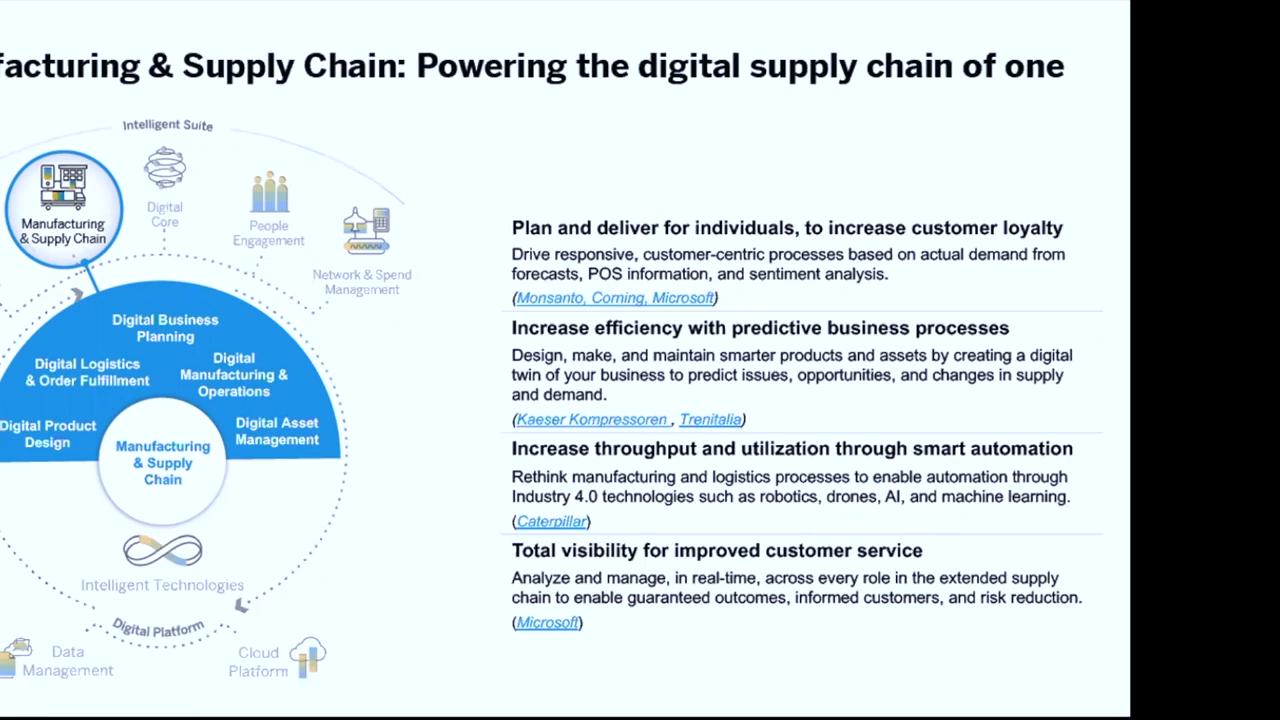 facturing & Supply Chain: Powering the digital supply chain of one
Intelligent Suite
Manufacturing
& Supply Chain
Digital
Core
People
Engagement
Network & Spend
Management
Digital Business
Planning
Digital Logistics
& Order Fulfillment
Digital
Manufacturing &
Operations
Digital Product
Design
Digital Asset
Management
Manufacturing
& Supply
Chain
Intelligent Technologies
Digital Platform
Data
Management
Cloud
Platform
Plan and deliver for individuals, to increase customer loyalty
Drive responsive, customer-centric processes based on actual demand from
forecasts, POS information, and sentiment analysis.
(Monsanto, Corning, Microsoft)
Increase efficiency with predictive business processes
Design, make, and maintain smarter products and assets by creating a digital
twin of your business to predict issues, opportunities, and changes in supply
and demand.
(Kaeser Kompressoren , Trenitalia)
Increase throughput and utilization through smart automation
Rethink manufacturing and logistics processes to enable automation through
Industry 4.0 technologies such as robotics, drones, AI, and machine learning.
(Caterpillar)
Total visibility for improved customer service
Analyze and manage, in real-time, across every role in the extended supply
chain to enable guaranteed outcomes, informed customers, and risk reduction.
(Microsoft)